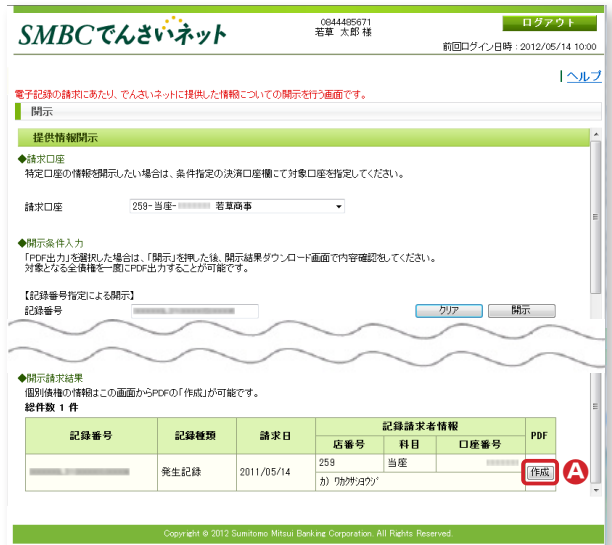 SMBCでんさいネット
0844485671
若草 太郎 様
ログアウト
前回ログイン日時：2012/05/14 10:00
ヘルプ
電子記録の請求にあたり、でんさいネットに提供した情報についての開示を行う画面です。
開示
提供情報開示
◆請求口座
特定口座の情報を開示したい場合は、条件指定の決済口座欄にて対象口座を指定してください。
請求口座 259-当座- 若草商事
◆開示条件入力
「PDF出力」を選択した場合は、「開示」を押した後、開示結果ダウンロード画面で内容確認をしてください。
対象となる全債権を一度にPDF出力することが可能です。
【記録番号指定による開示】
記録番号 クリア 開示
◆開示請求結果
個別債権の情報はこの画面からPDFの「作成」が可能です。
総件数 1 件
記録番号 記録種類 請求日 記録請求者情報 PDF
店番号 科目 口座番号
発生記録 2011/05/14 259 当座 作成 A
カ）ワカクサシヨウジ
Copyright © 2012 Sumitomo Mitsui Banking Corporation. All Rights Reserved.